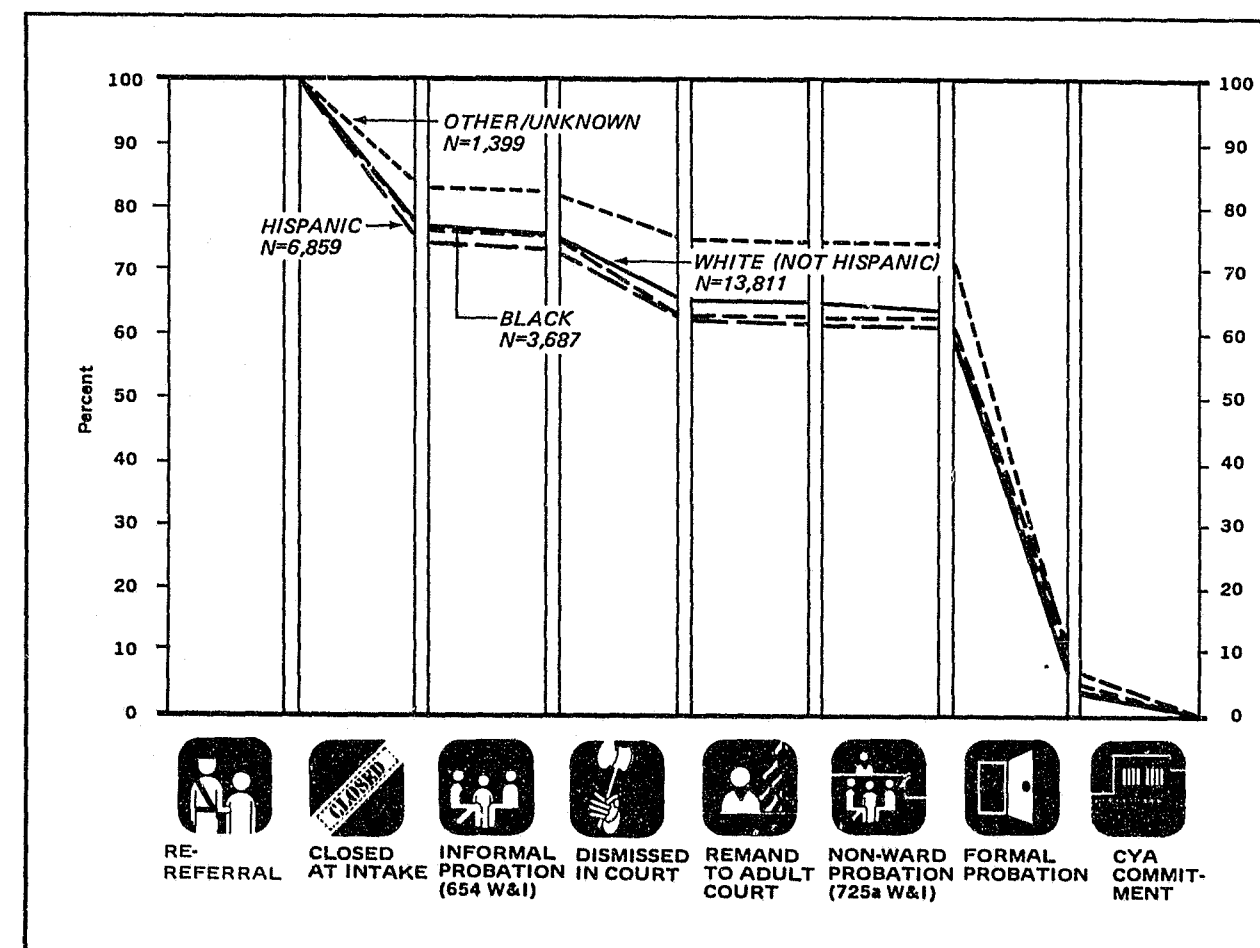 100
90
80
70
60
50
40
30
20
10
0
Percent
100
90
80
70
60
50
40
30
20
10
0
OTHER/UNKNOWN
N=1,399
HISPANIC
N=6,859
WHITE (NOT HISPANIC)
N=13,811
BLACK
N=3,687
CLOSED
RE-
REFERRAL
CLOSED
AT INTAKE
INFORMAL
PROBATION
(654 W&I)
DISMISSED
IN COURT
REMAND
TO ADULT
COURT
NON-WARD
PROBATION
(725a W&I)
FORMAL
PROBATION
CYA
COMMIT-
MENT